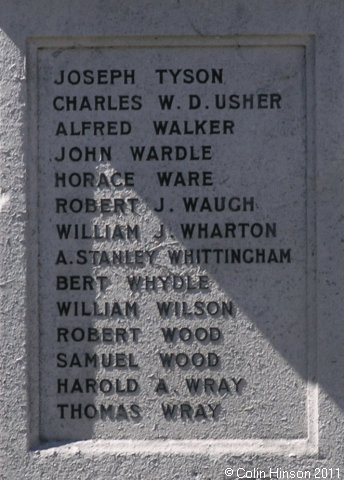 JOSEPH TYSON
CHARLES W. D. USHER
ALFRED WALKER
JOHN WARDLE
HORACE WARE
ROBERT J. WAUGH
WILLIAM J. WHARTON
A. STANLEY WHITTINGHAM
BERT WHYDLE
WILLIAM WILSON
ROBERT WOOD
SAMUEL WOOD
HAROLD A WRAY
THOMAS WRAY
©Colin Hinson 2011